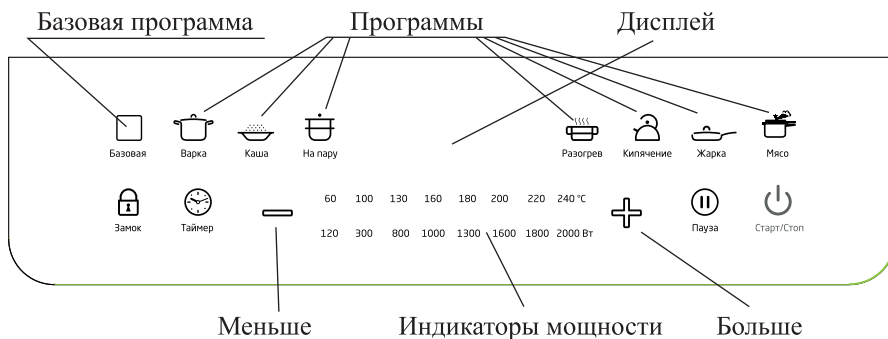 Базовая программа Программы Дисплей
Базовая Варка Каша На пару Разогрев Кипячение Жарка Мясо
60 100 130 160 180 200 220 240 °C
Замок Таймер Пауза Старт/Стоп
120 300 800 1000 1300 1600 1800 2000 Вт
Меньше Индикаторы мощности Больше